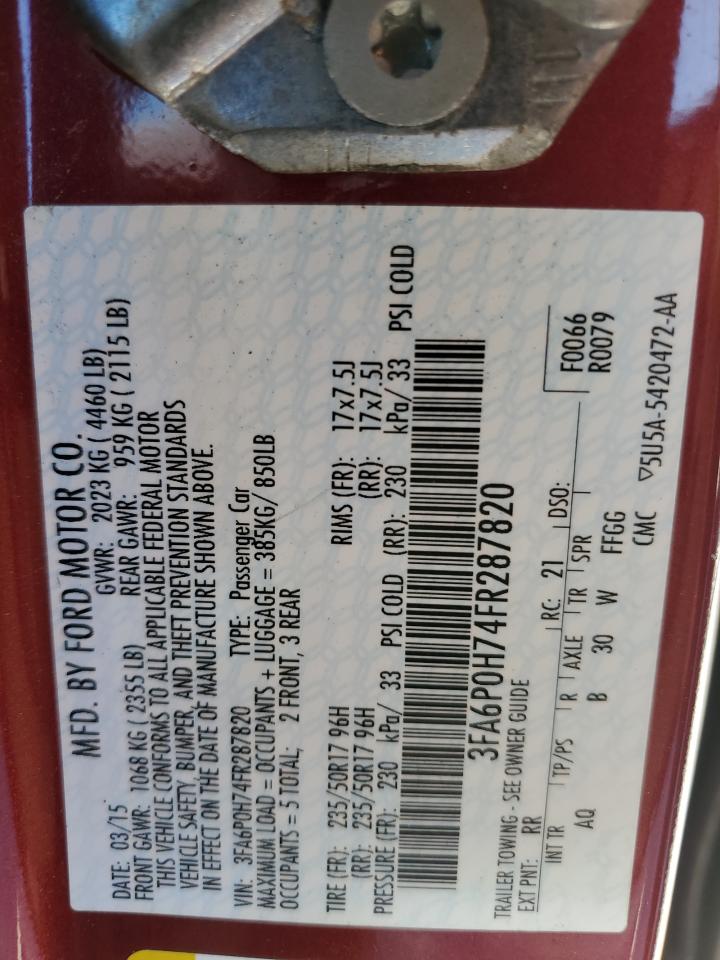 MFD. BY FORD MOTOR CO.
DATE: 03/15 GVWR: 2023 KG ( 4460 LB)
FRONT GAWR: 1068 KG ( 2355 LB) REAR GAWR: 959 KG ( 2115 LB)
THIS VEHICLE CONFORMS TO ALL APPLICABLE FEDERAL MOTOR
VEHICLE SAFETY, BUMPER, AND THEFT PREVENTION STANDARDS
IN EFFECT ON THE DATE OF MANUFACTURE SHOWN ABOVE.
VIN: 3FA6P0H74FR287820 TYPE: Passenger Car
MAXIMUM LOAD = OCCUPANTS + LUGGAGE = 385KG/ 850LB
OCCUPANTS = 5 TOTAL; 2 FRONT, 3 REAR
TIRE (FR): 235/50R17 96H RIMS (FR): 17x7.5J
(RR): 235/50R17 96H (RR): 17x7.5J
PRESSURE (FR): 230 kPa/ 33 PSI COLD (RR): 230 kPa/ 33 PSI COLD
3FA6P0H74FR287820
TRAILER TOWING - SEE OWNER GUIDE
EXT PNT: RR RC: 21 DSO: F0066
R0079
INT TR TP/PS R AXLE TR SPR
AQ B 30 W FFGG
CMC ▽5U5A-5420472-AA